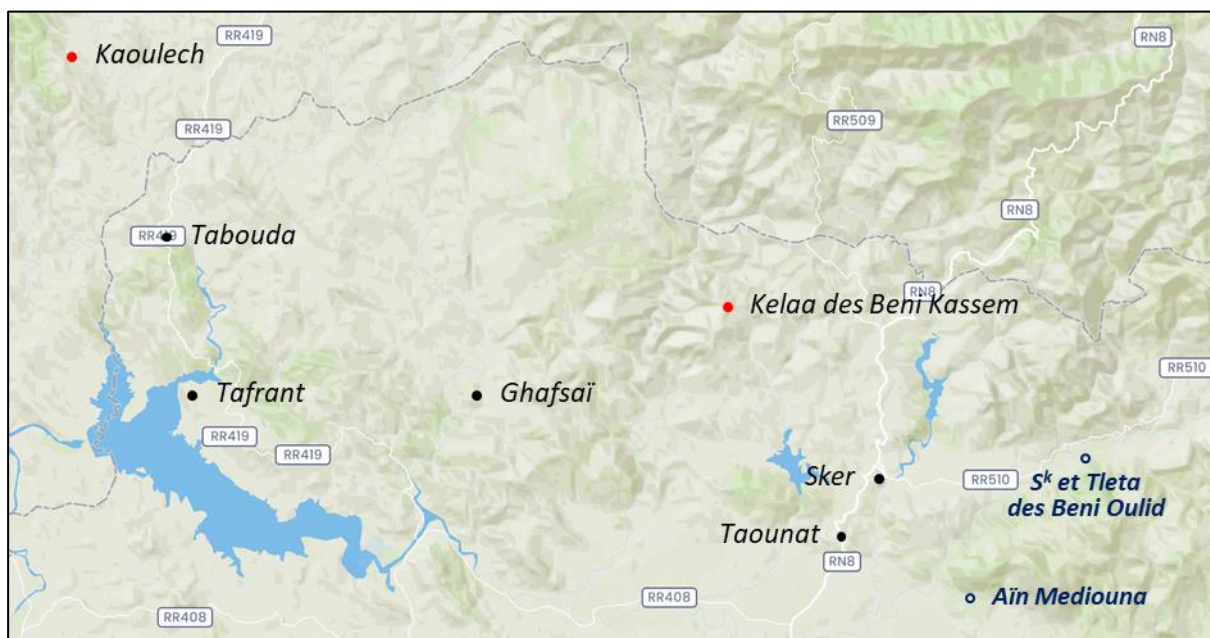 RR419
RN8
Kaoulech
RR509
RR419
RN8
Tabouda
RR419
RN8
Kelaa des Beni Kassem
RR510
Tafrant
Ghafsaï
RR419
RR419
Sker
RR510
Sᵏ et Tleta
des Beni Oulid
Taounat
RN8
Aïn Mediouna
RR408
RR408